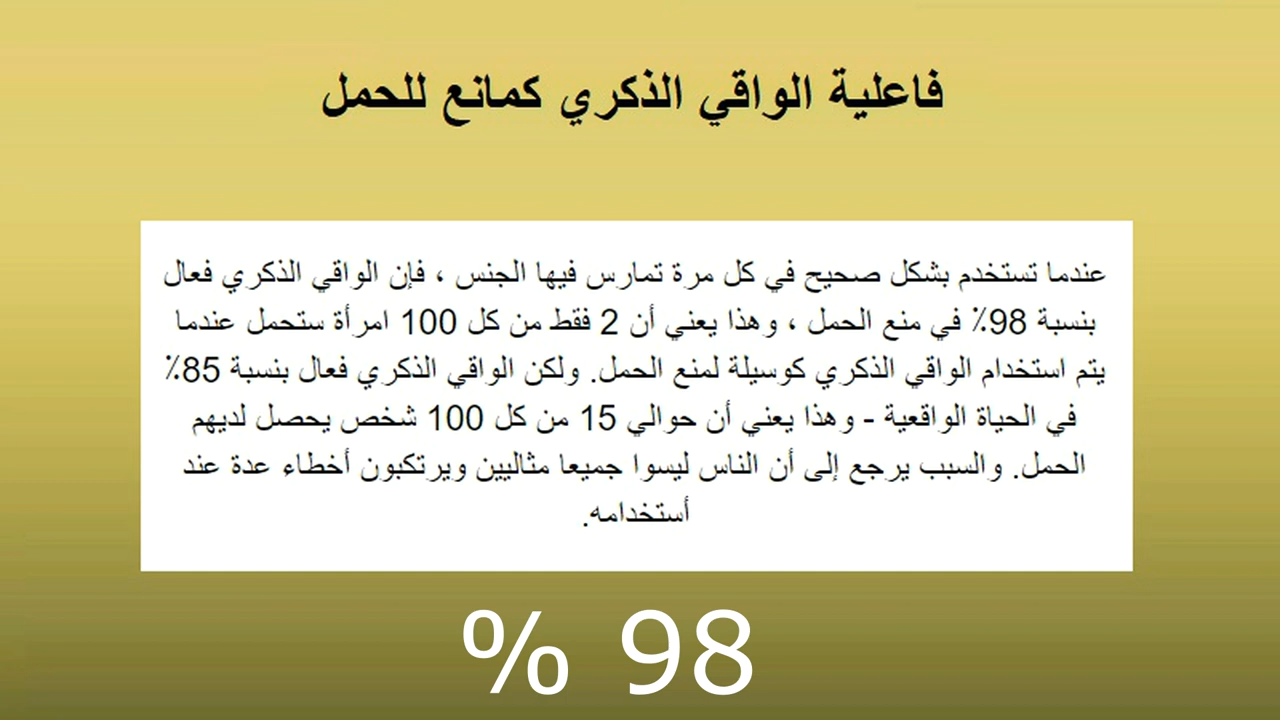 فاعلية الواقي الذكري كمانع للحمل
عندما تستخدم بشكل صحيح في كل مرة تمارس فيها الجنس ، فإن الواقي الذكري فعال
بنسبة 98٪ في منع الحمل ، وهذا يعني أن 2 فقط من كل 100 امرأة ستحمل عندما
يتم استخدام الواقي الذكري كوسيلة لمنع الحمل. ولكن الواقي الذكري فعال بنسبة 85٪
في الحياة الواقعية - وهذا يعني أن حوالي 15 من كل 100 شخص يحصل لديهم
الحمل. والسبب يرجع إلى أن الناس ليسوا جميعا مثاليين ويرتكبون أخطاء عدة عند
أستخدامه.
% 98